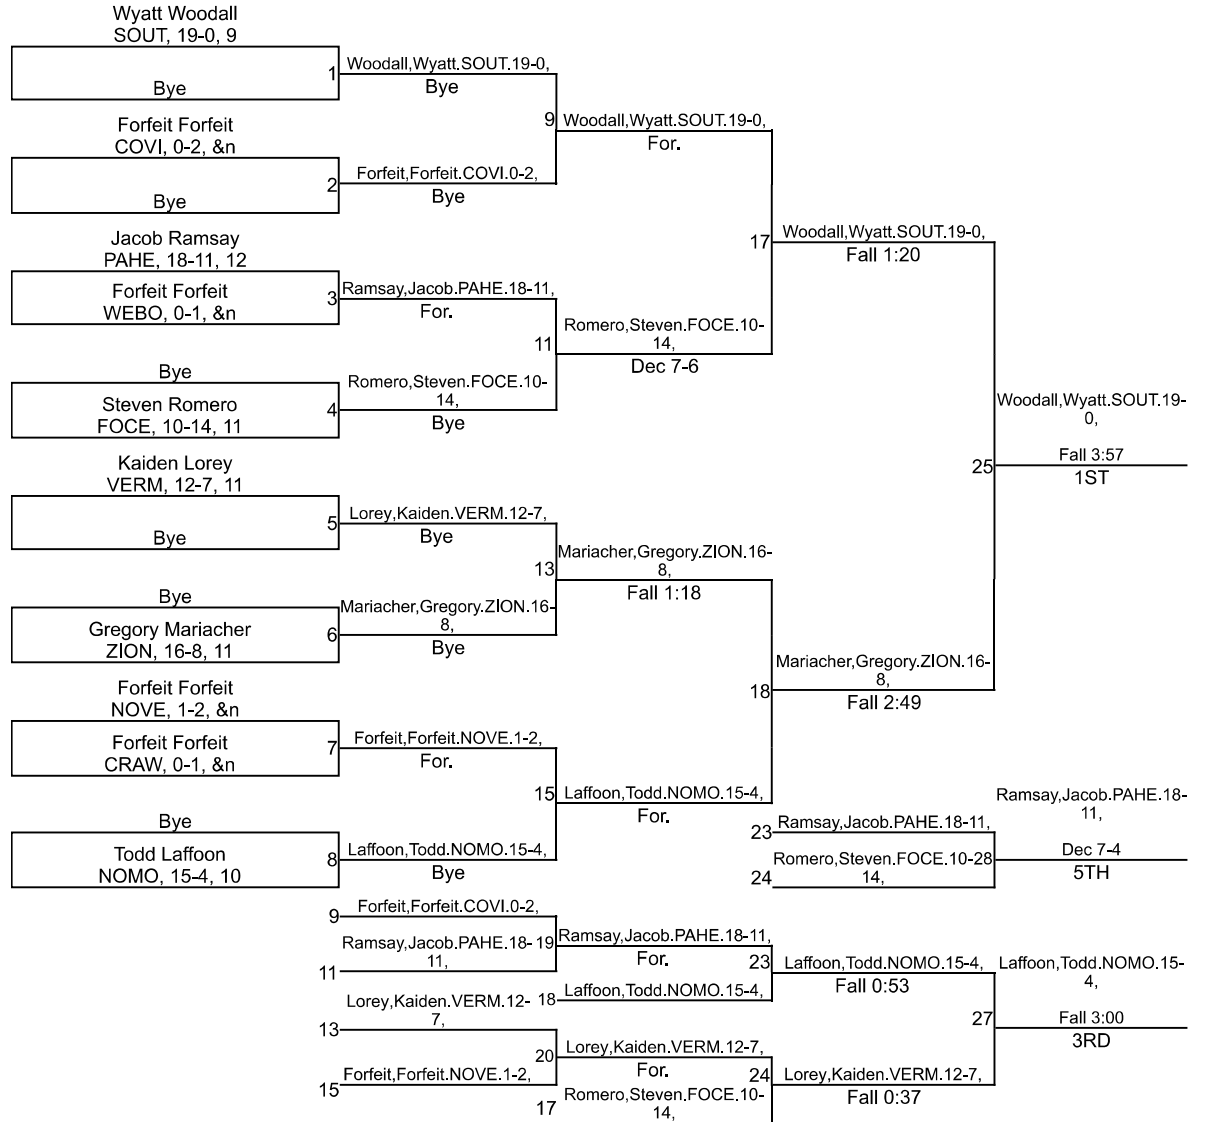 Wyatt Woodall
SOUT, 19-0, 9
Bye
1
Woodall,Wyatt.SOUT.19-0,
Bye
9
Woodall,Wyatt.SOUT.19-0,
For.
Forfeit Forfeit
COVI, 0-2, &n
Bye
2
Forfeit,Forfeit.COVI.0-2,
Bye
17
Woodall,Wyatt.SOUT.19-0,
Fall 1:20
Jacob Ramsay
PAHE, 18-11, 12
Forfeit Forfeit
WEBO, 0-1, &n
3
Ramsay,Jacob.PAHE.18-11,
For.
11
Romero,Steven.FOCE.10-
14,
Dec 7-6
Bye
Steven Romero
FOCE, 10-14, 11
4
Romero,Steven.FOCE.10-
14,
Bye
25
Woodall,Wyatt.SOUT.19-
0,
Fall 3:57
1ST
Kaiden Lorey
VERM, 12-7, 11
Bye
5
Lorey,Kaiden.VERM.12-7,
Bye
13
Mariacher,Gregory.ZION.16-
8,
Fall 1:18
Bye
Gregory Mariacher
ZION, 16-8, 11
6
Mariacher,Gregory.ZION.16-
8,
Bye
18
Mariacher,Gregory.ZION.16-
8,
Fall 2:49
Forfeit Forfeit
NOVE, 1-2, &n
Forfeit Forfeit
CRAW, 0-1, &n
7
Forfeit,Forfeit.NOVE.1-2,
For.
15
Laffoon,Todd.NOMO.15-4,
For.
Bye
Todd Laffoon
NOMO, 15-4, 10
8
Laffoon,Todd.NOMO.15-4,
Bye
23
Ramsay,Jacob.PAHE.18-11,
24
Romero,Steven.FOCE.10-28
14,
Ramsay,Jacob.PAHE.18-
11,
Dec 7-4
5TH
9
Forfeit,Forfeit.COVI.0-2,
11
Ramsay,Jacob.PAHE.18- 19
11,
Ramsay,Jacob.PAHE.18-11,
For.
18
Laffoon,Todd.NOMO.15-4,
23
Laffoon,Todd.NOMO.15-4,
Fall 0:53
13
Lorey,Kaiden.VERM.12-
7,
15
Forfeit,Forfeit.NOVE.1-2,
20
Lorey,Kaiden.VERM.12-7,
For.
17
Romero,Steven.FOCE.10-
14,
24
Lorey,Kaiden.VERM.12-7,
Fall 0:37
27
Laffoon,Todd.NOMO.15-
4,
Fall 3:00
3RD